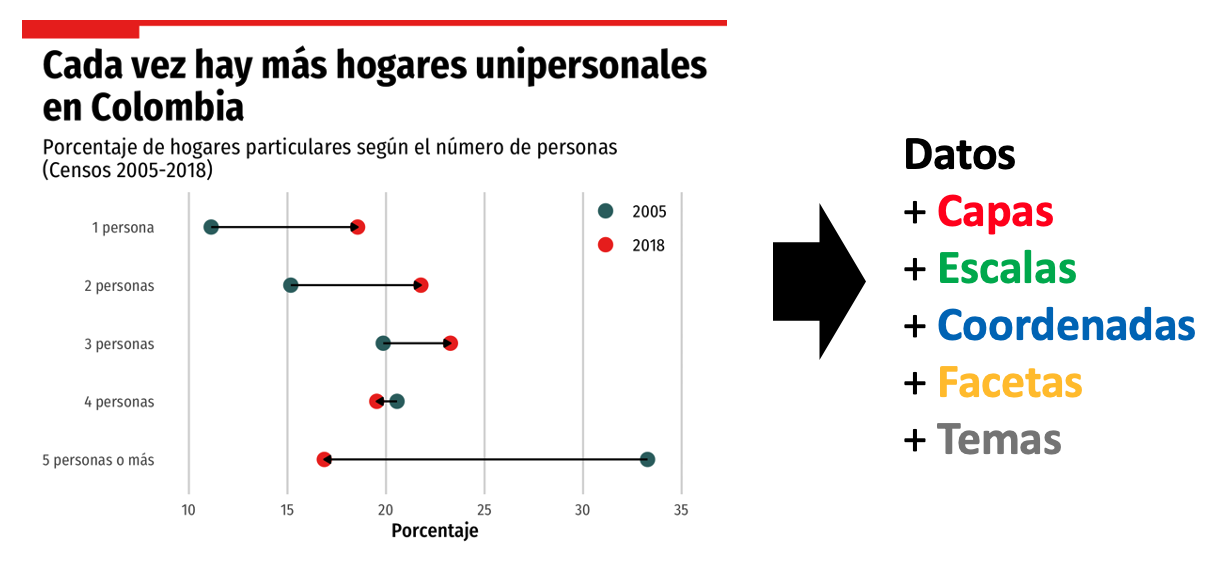 Cada vez hay más hogares unipersonales
en Colombia
Porcentaje de hogares particulares según el número de personas
(Censos 2005-2018)
2005
2018
1 persona
2 personas
3 personas
4 personas
5 personas o más
10 15 20 25 30 35
Porcentaje
Datos
+ Capas
+ Escalas
+ Coordenadas
+ Facetas
+ Temas